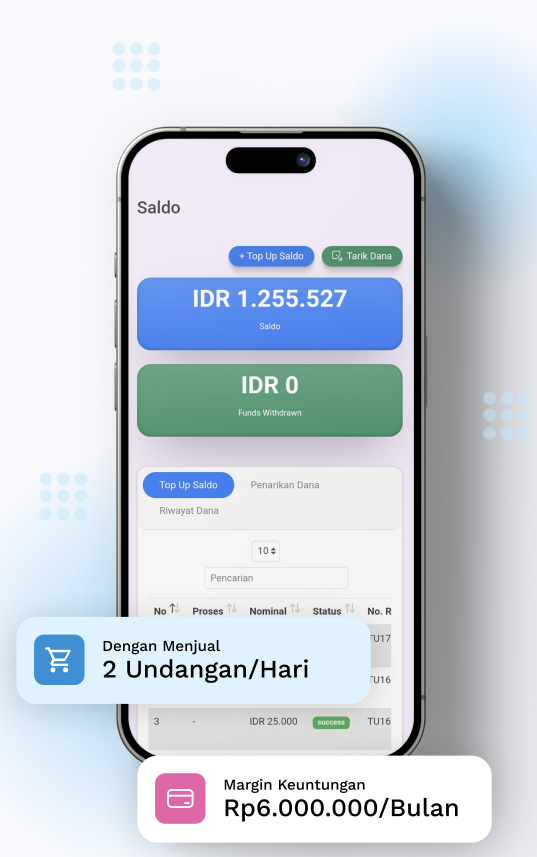 Saldo
+ Top Up Saldo Tarik Dana
IDR 1.255.527
Saldo
IDR 0
Funds Withdrawn
Top Up Saldo Penarikan Dana
Riwayat Dana
10
Pencarian
No Proses Nominal Status No. R
TU17
Dengan Menjual
2 Undangan/Hari
TU16
3 - IDR 25.000 success TU16
Margin Keuntungan
Rp6.000.000/Bulan